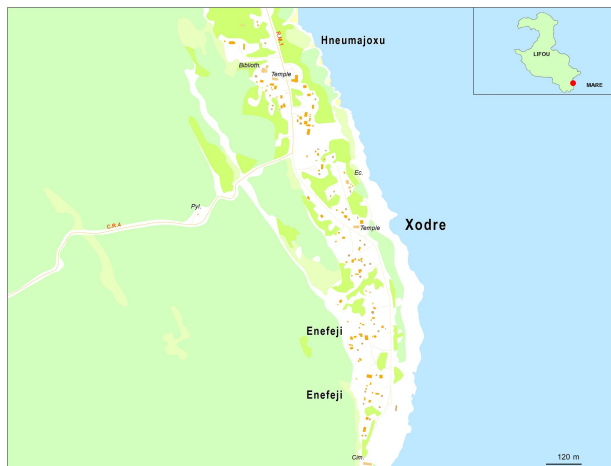 Hneumajoxu
R.M.1
Biblioth.
Temple
LIFOU
MARE
Ec.
Pyl.
C.R.4
Xodre
Temple
Enefeji
Enefeji
Cim.
120 m